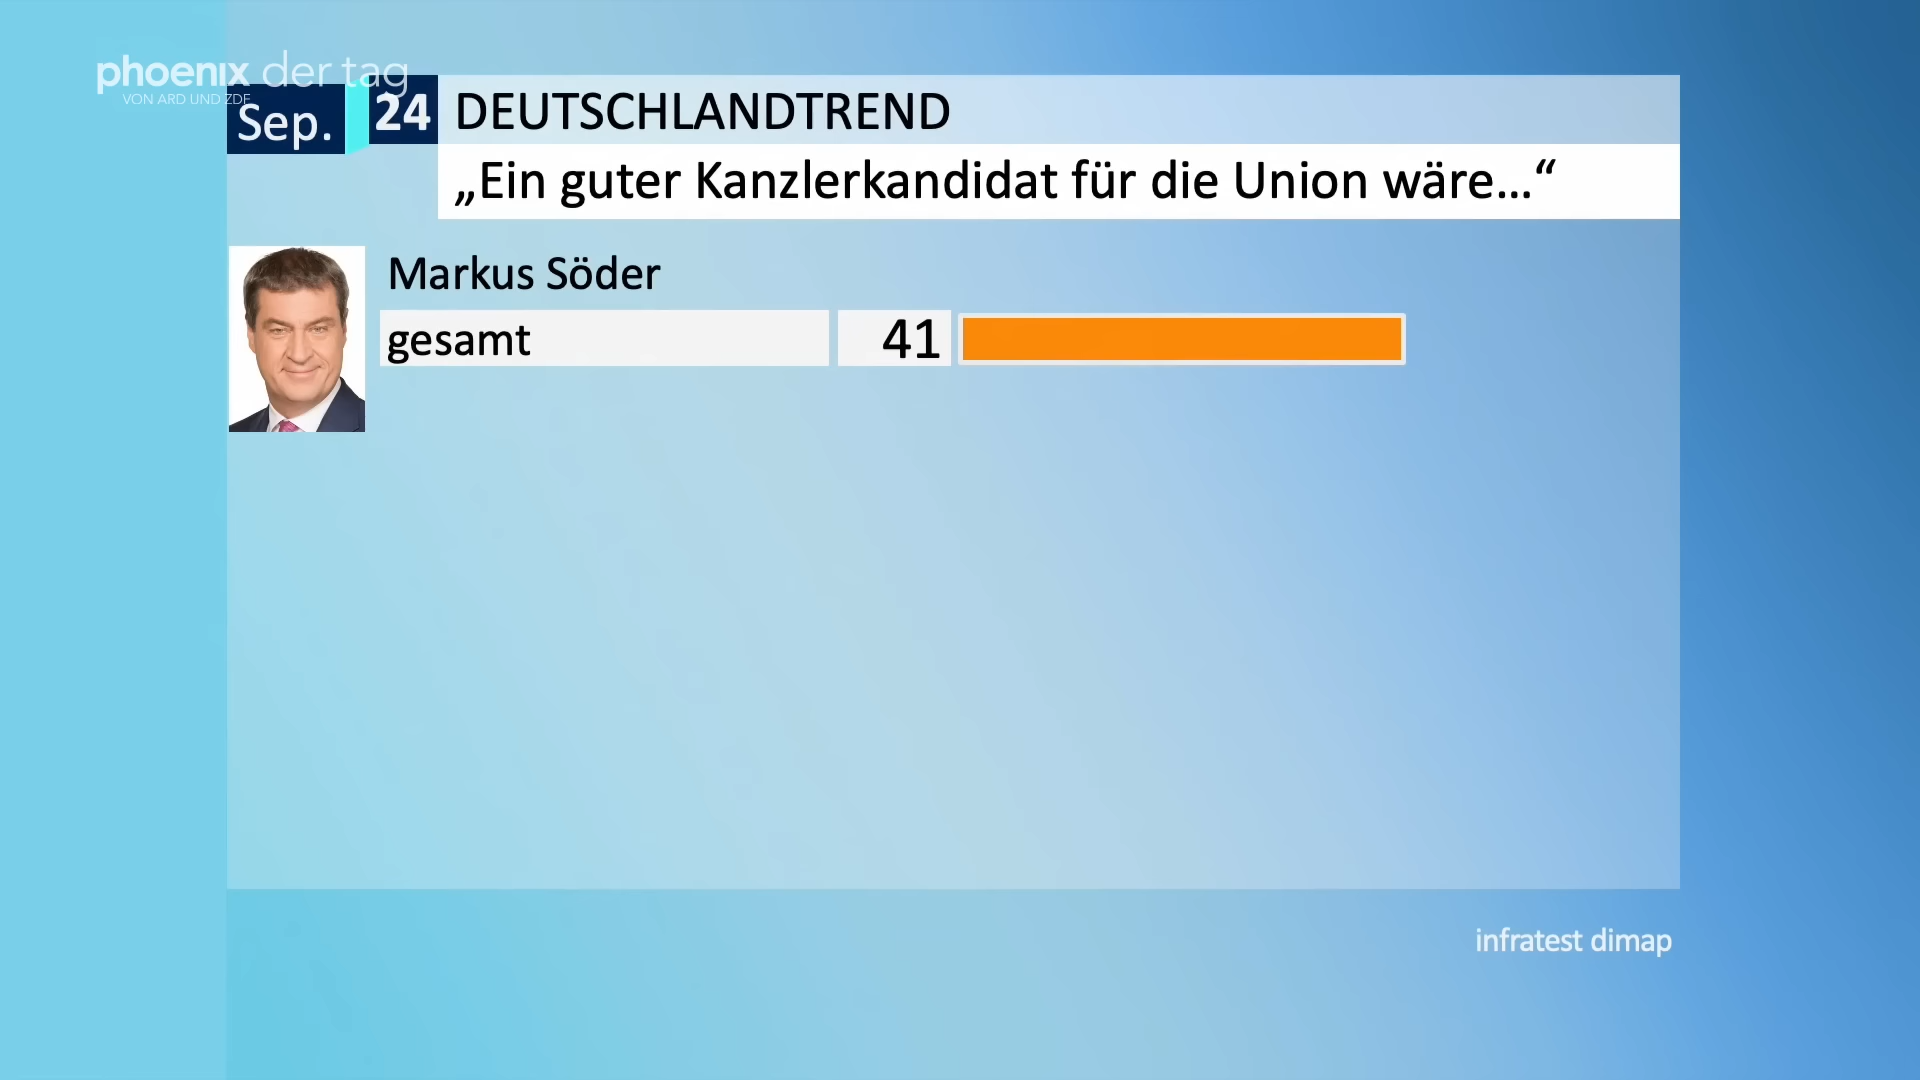 phoenix der tag
VON ARD UND ZDF
Sep. 24 DEUTSCHLANDTREND
„Ein guter Kanzlerkandidat für die Union wäre...“
Markus Söder
gesamt 41
infratest dimap